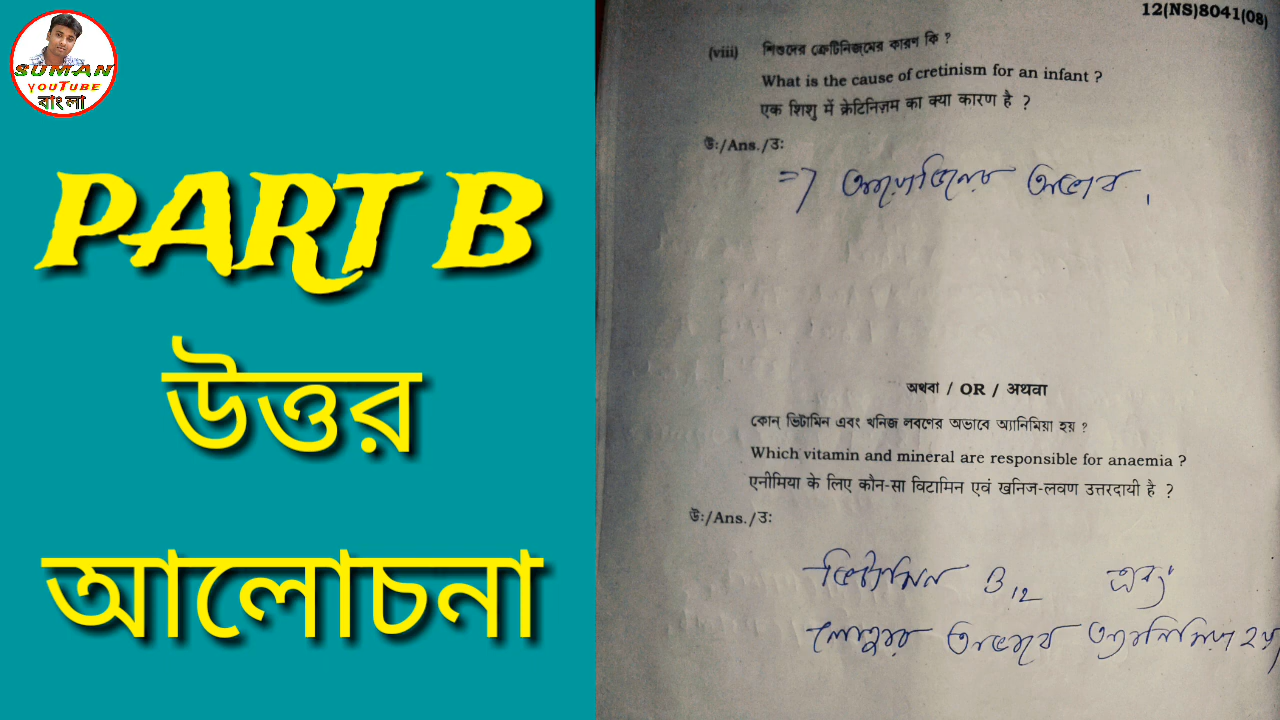 SUMAN
YOUTUBE
বাংলা
PART B
উত্তর
আলোচনা
12(NS)8041(08)
(viii) শিশুদের ক্রেটিনিজমের কারণ কি ?
What is the cause of cretinism for an infant ?
एक शिशु में क्रेटिनिज़म का क्या कारण है ?
উঃ/Ans./उ:
=> আয়োডিনের অভাব ।
অথবা / OR / अथवा
কোন্ ভিটামিন এবং খনিজ লবণের অভাবে অ্যানিমিয়া হয় ?
Which vitamin and mineral are responsible for anaemia ?
एनीमिया के लिए कौन-सा विटामिन एवं खनिज-लवण उत्तरदायी है ?
উঃ/Ans./उ:
ভিটামিন B12 এবং
লোহার অভাবে অ্যানিমিয়া হয়।